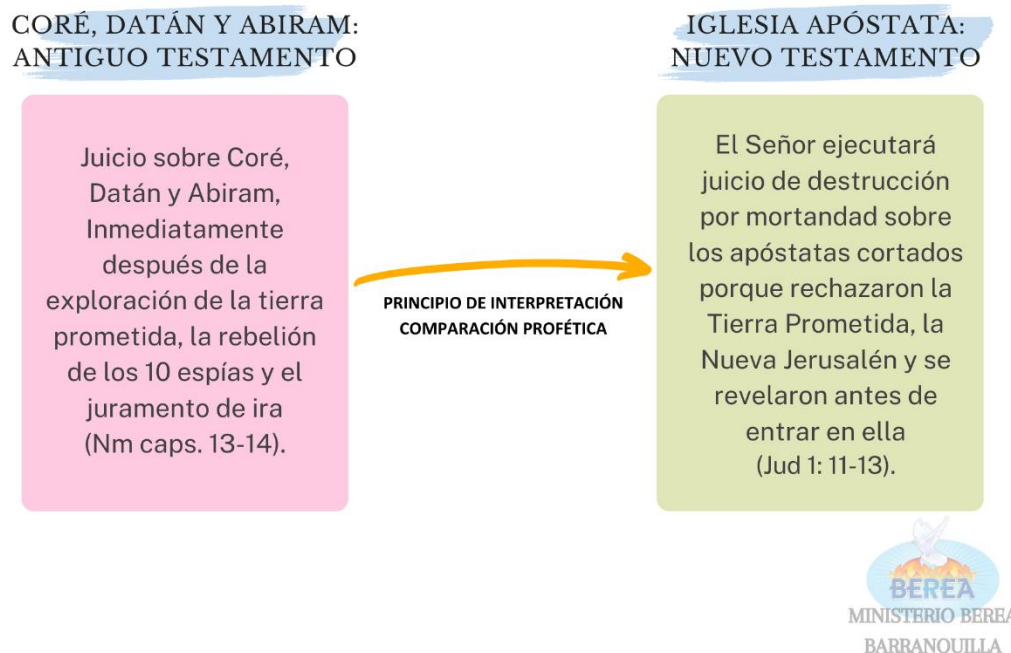 CORÉ, DATÁN Y ABIRAM:
ANTIGUO TESTAMENTO
IGLESIA APÓSTATA:
NUEVO TESTAMENTO
Juicio sobre Coré,
Datán y Abiram,
Inmediatamente
después de la
exploración de la tierra
prometida, la rebelión
de los 10 espías y el
juramento de ira
(Nm caps. 13-14).
PRINCIPIO DE INTERPRETACIÓN
COMPARACIÓN PROFÉTICA
El Señor ejecutará
juicio de destrucción
por mortandad sobre
los apóstatas cortados
porque rechazaron la
Tierra Prometida, la
Nueva Jerusalén y se
revelaron antes de
entrar en ella
(Jud 1: 11-13).
BEREA
MINISTERIO BEREA
BARRANQUILLA